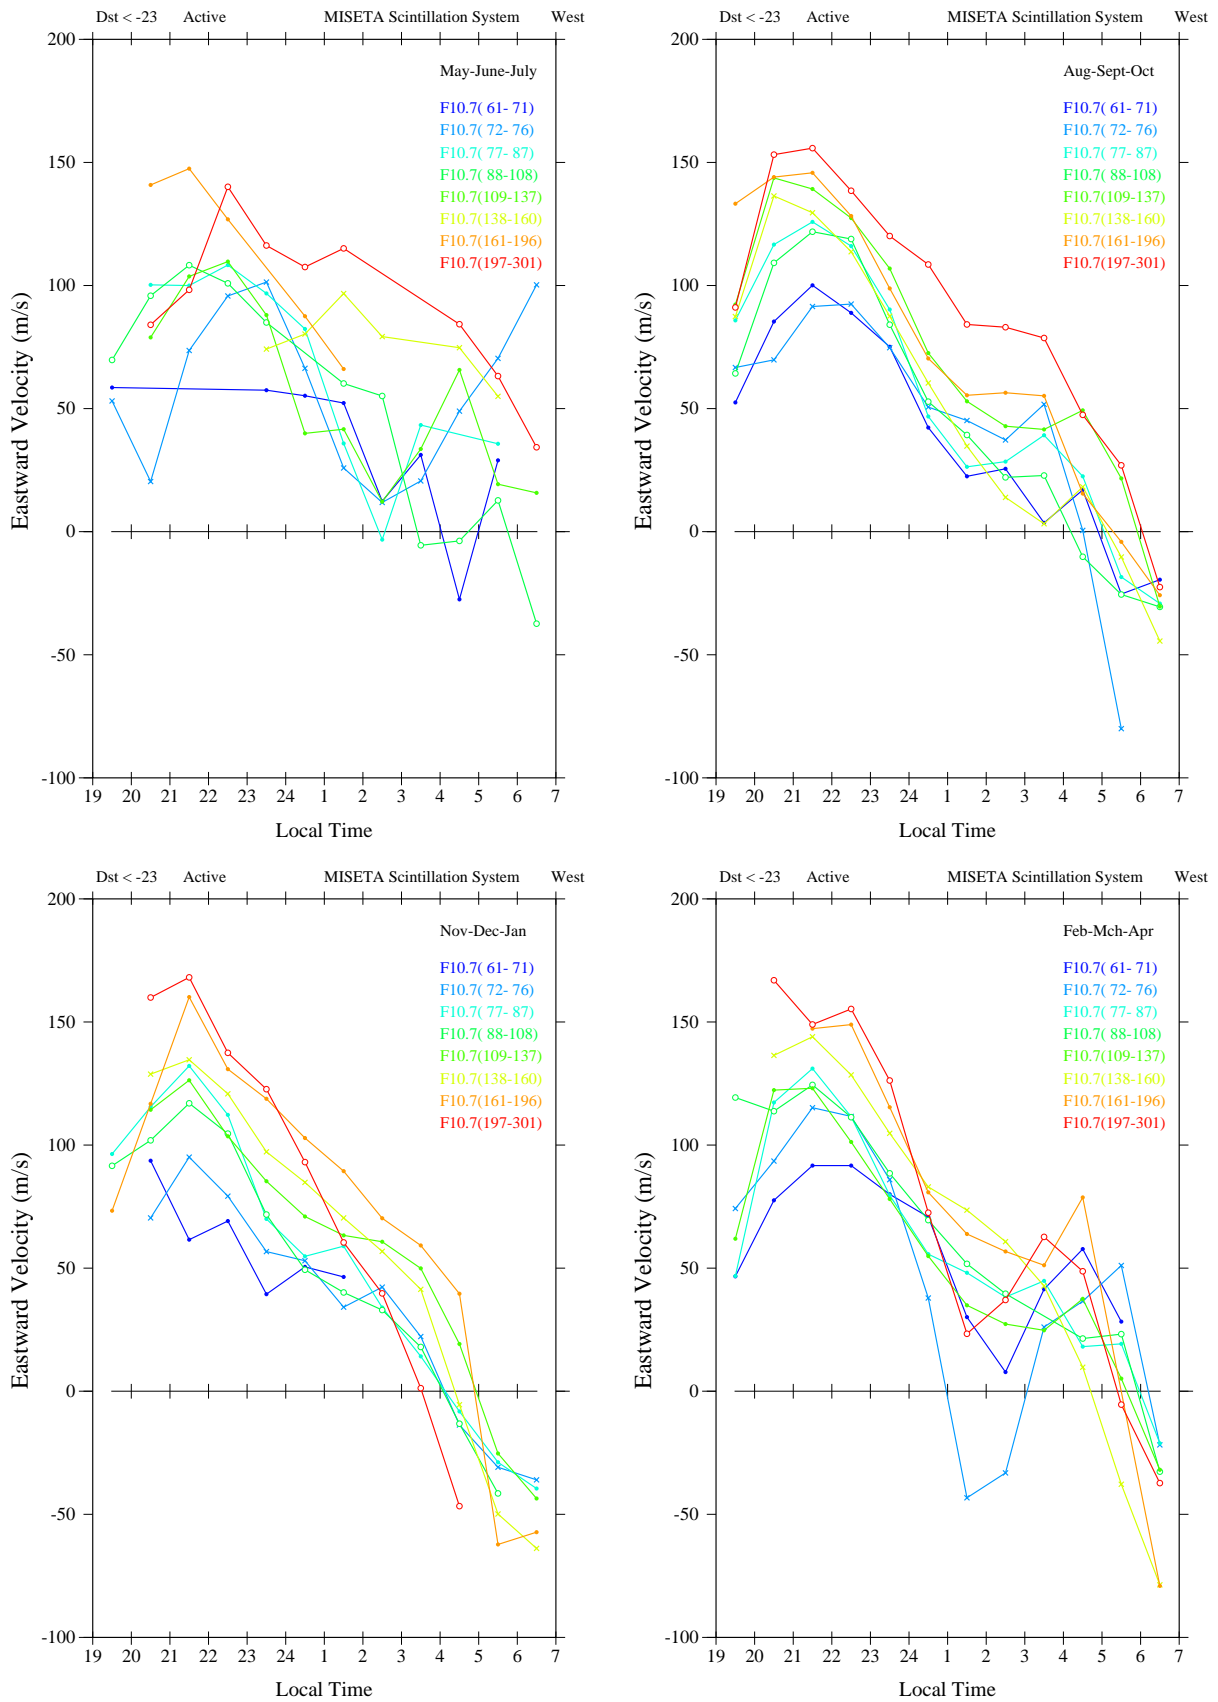 Dst < -23 Active MISETA Scintillation System West
May-June-July
F10.7( 61- 71)
F10.7( 72- 76)
F10.7( 77- 87)
F10.7( 88-108)
F10.7(109-137)
F10.7(138-160)
F10.7(161-196)
F10.7(197-301)
200
150
100
50
0
-50
-100
Eastward Velocity (m/s)
19 20 21 22 23 24 1 2 3 4 5 6 7
Local Time
Dst < -23 Active MISETA Scintillation System West
Aug-Sept-Oct
F10.7( 61- 71)
F10.7( 72- 76)
F10.7( 77- 87)
F10.7( 88-108)
F10.7(109-137)
F10.7(138-160)
F10.7(161-196)
F10.7(197-301)
200
150
100
50
0
-50
-100
Eastward Velocity (m/s)
19 20 21 22 23 24 1 2 3 4 5 6 7
Local Time
Dst < -23 Active MISETA Scintillation System West
Nov-Dec-Jan
F10.7( 61- 71)
F10.7( 72- 76)
F10.7( 77- 87)
F10.7( 88-108)
F10.7(109-137)
F10.7(138-160)
F10.7(161-196)
F10.7(197-301)
200
150
100
50
0
-50
-100
Eastward Velocity (m/s)
19 20 21 22 23 24 1 2 3 4 5 6 7
Local Time
Dst < -23 Active MISETA Scintillation System West
Feb-Mch-Apr
F10.7( 61- 71)
F10.7( 72- 76)
F10.7( 77- 87)
F10.7( 88-108)
F10.7(109-137)
F10.7(138-160)
F10.7(161-196)
F10.7(197-301)
200
150
100
50
0
-50
-100
Eastward Velocity (m/s)
19 20 21 22 23 24 1 2 3 4 5 6 7
Local Time